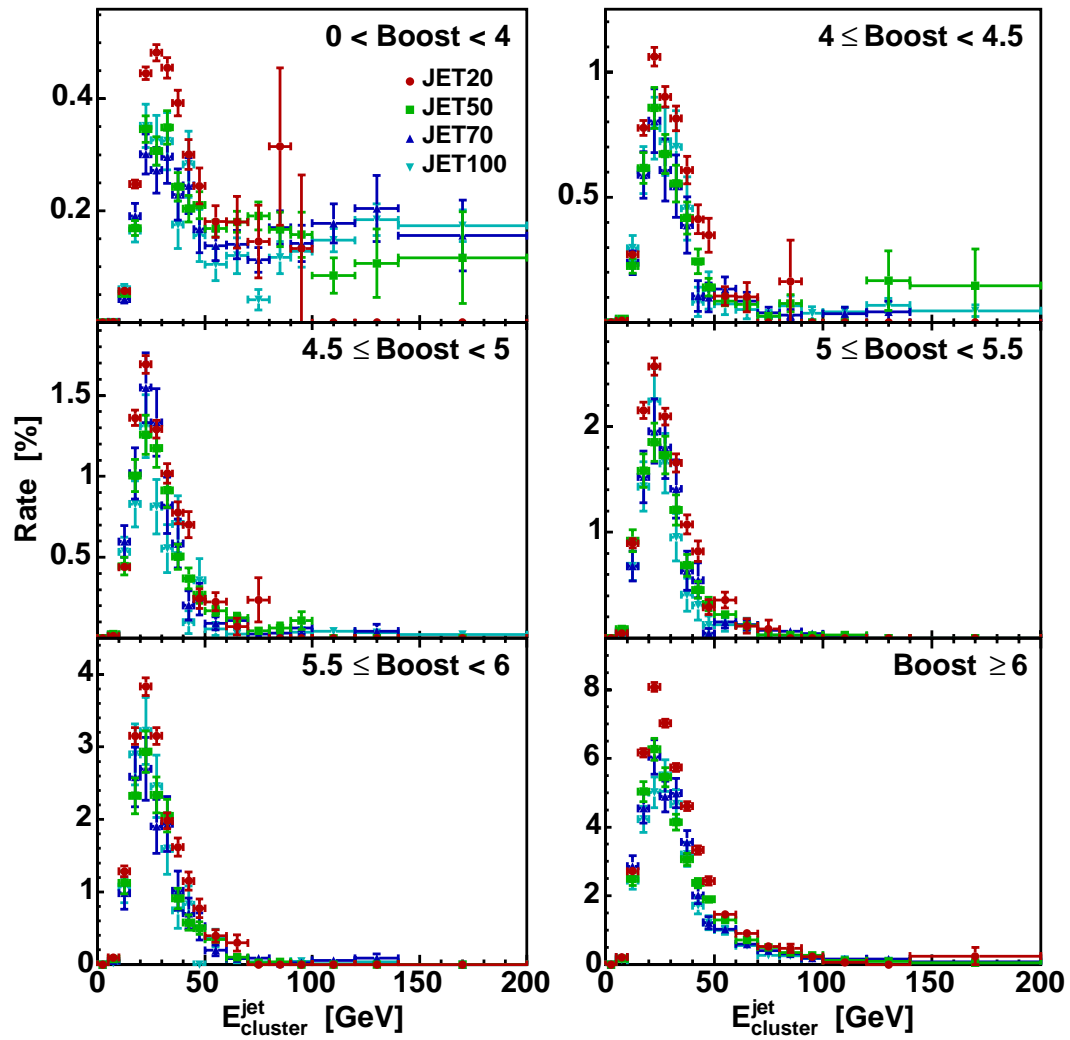 0 < Boost < 4
JET20
JET50
JET70
JET100
0.4
0.2
4 ≤ Boost < 4.5
1
0.5
4.5 ≤ Boost < 5
1.5
1
0.5
5 ≤ Boost < 5.5
2
1
Rate [%]
5.5 ≤ Boost < 6
4
3
2
1
0
0 50 100 150 200
E^jet_cluster [GeV]
Boost ≥ 6
8
6
4
2
0
0 50 100 150 200
E^jet_cluster [GeV]